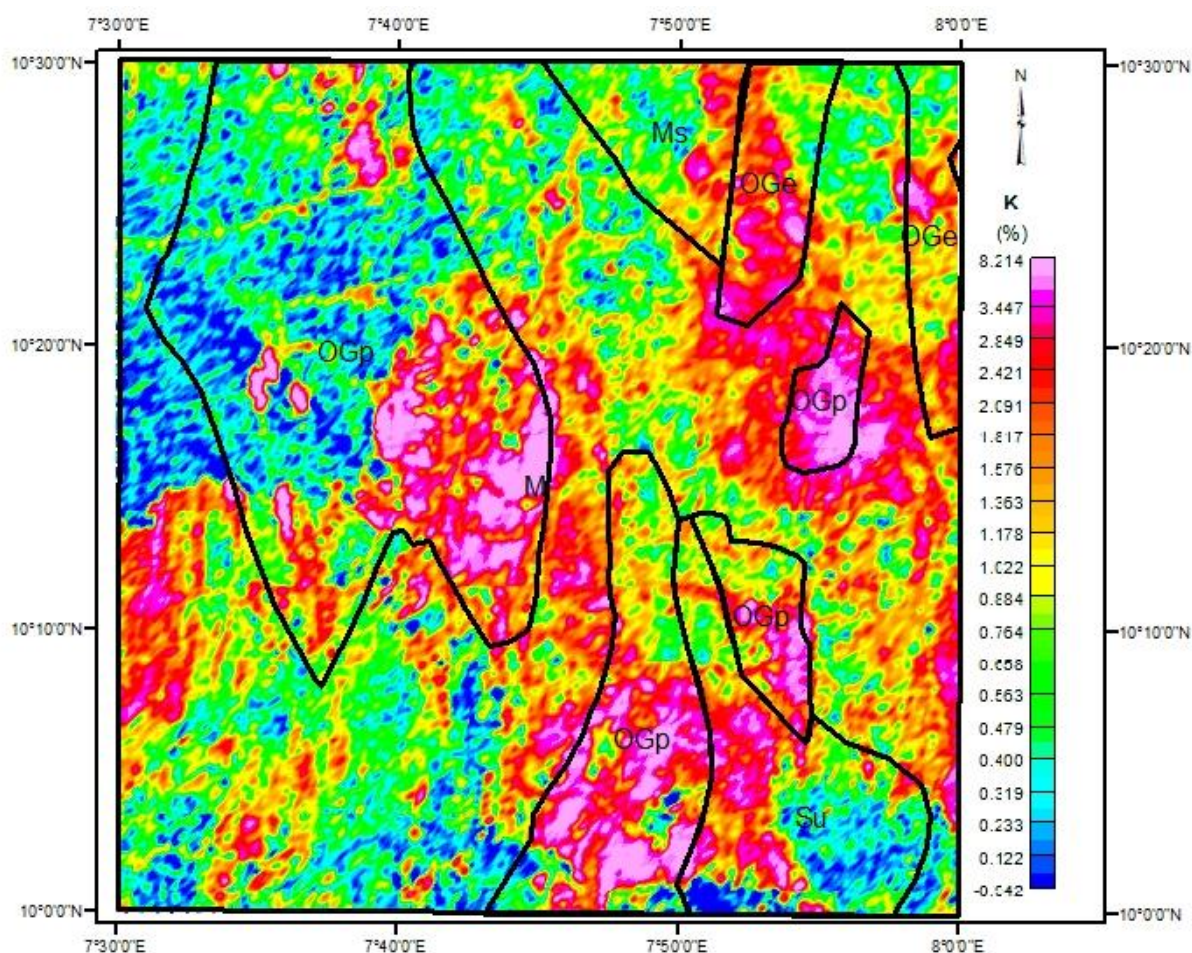 7°30'0"E 7°40'0"E 7°50'0"E 8°0'0"E
10°30'0"N 10°30'0"N
N
Ms
OGe
K
(%)
OGe
8.214
3.447
10°20'0"N OGp 10°20'0"N
2.849
2.421
OGp
2.091
1.817
1.576
M
1.353
1.178
1.022
0.884
OGp
10°10'0"N 10°10'0"N
0.764
0.658
0.563
0.479
OGp
0.400
0.319
Su
0.233
0.122
-0.042
10°0'0"N 10°0'0"N
7°30'0"E 7°40'0"E 7°50'0"E 8°0'0"E